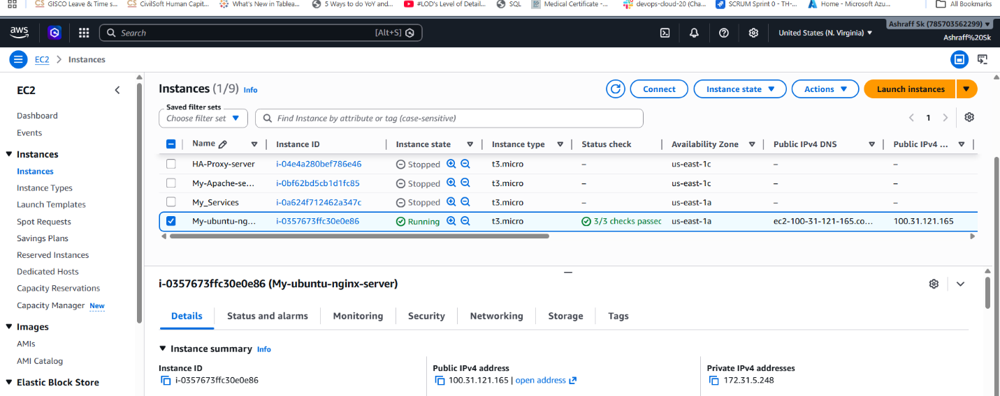 GISCO Leave & Time s... CivilSoft Human Capit... What's New in Tableau... 5 Ways to do YoY and... #LOD's Level of Detail... SQL Medical Certificate -... devops-cloud-20 (Cha... SCRUM Sprint 0 - TH-... Home - Microsoft Azu... All Bookmarks
aws Search [Alt+S] United States (N. Virginia) Ashraff Sk (785703562299)
Ashraff%20Sk
EC2 Instances
EC2
Dashboard
Events
Instances
Instances
Instance Types
Launch Templates
Spot Requests
Savings Plans
Reserved Instances
Dedicated Hosts
Capacity Reservations
Capacity Manager New
Images
AMIs
AMI Catalog
Elastic Block Store
Instances (1/9) Info Connect Instance state Actions Launch instances
Saved filter sets
Choose filter set Find Instance by attribute or tag (case-sensitive) 1
Name Instance ID Instance state Instance type Status check Availability Zone Public IPv4 DNS Public IPv4 ...
HA-Proxy-server i-04e4a280bef786e46 Stopped t3.micro – us-east-1c – –
My-Apache-se... i-0bf62bd5cb1d1fc85 Stopped t3.micro – us-east-1c – –
My_Services i-0a624f712462a347c Stopped t3.micro – us-east-1a – –
My-ubuntu-ng... i-0357673ffc30e0e86 Running t3.micro 3/3 checks passec us-east-1a ec2-100-31-121-165.co... 100.31.121.165
i-0357673ffc30e0e86 (My-ubuntu-nginx-server)
Details Status and alarms Monitoring Security Networking Storage Tags
Instance summary Info
Instance ID Public IPv4 address Private IPv4 addresses
i-0357673ffc30e0e86 100.31.121.165 | open address 172.31.5.248